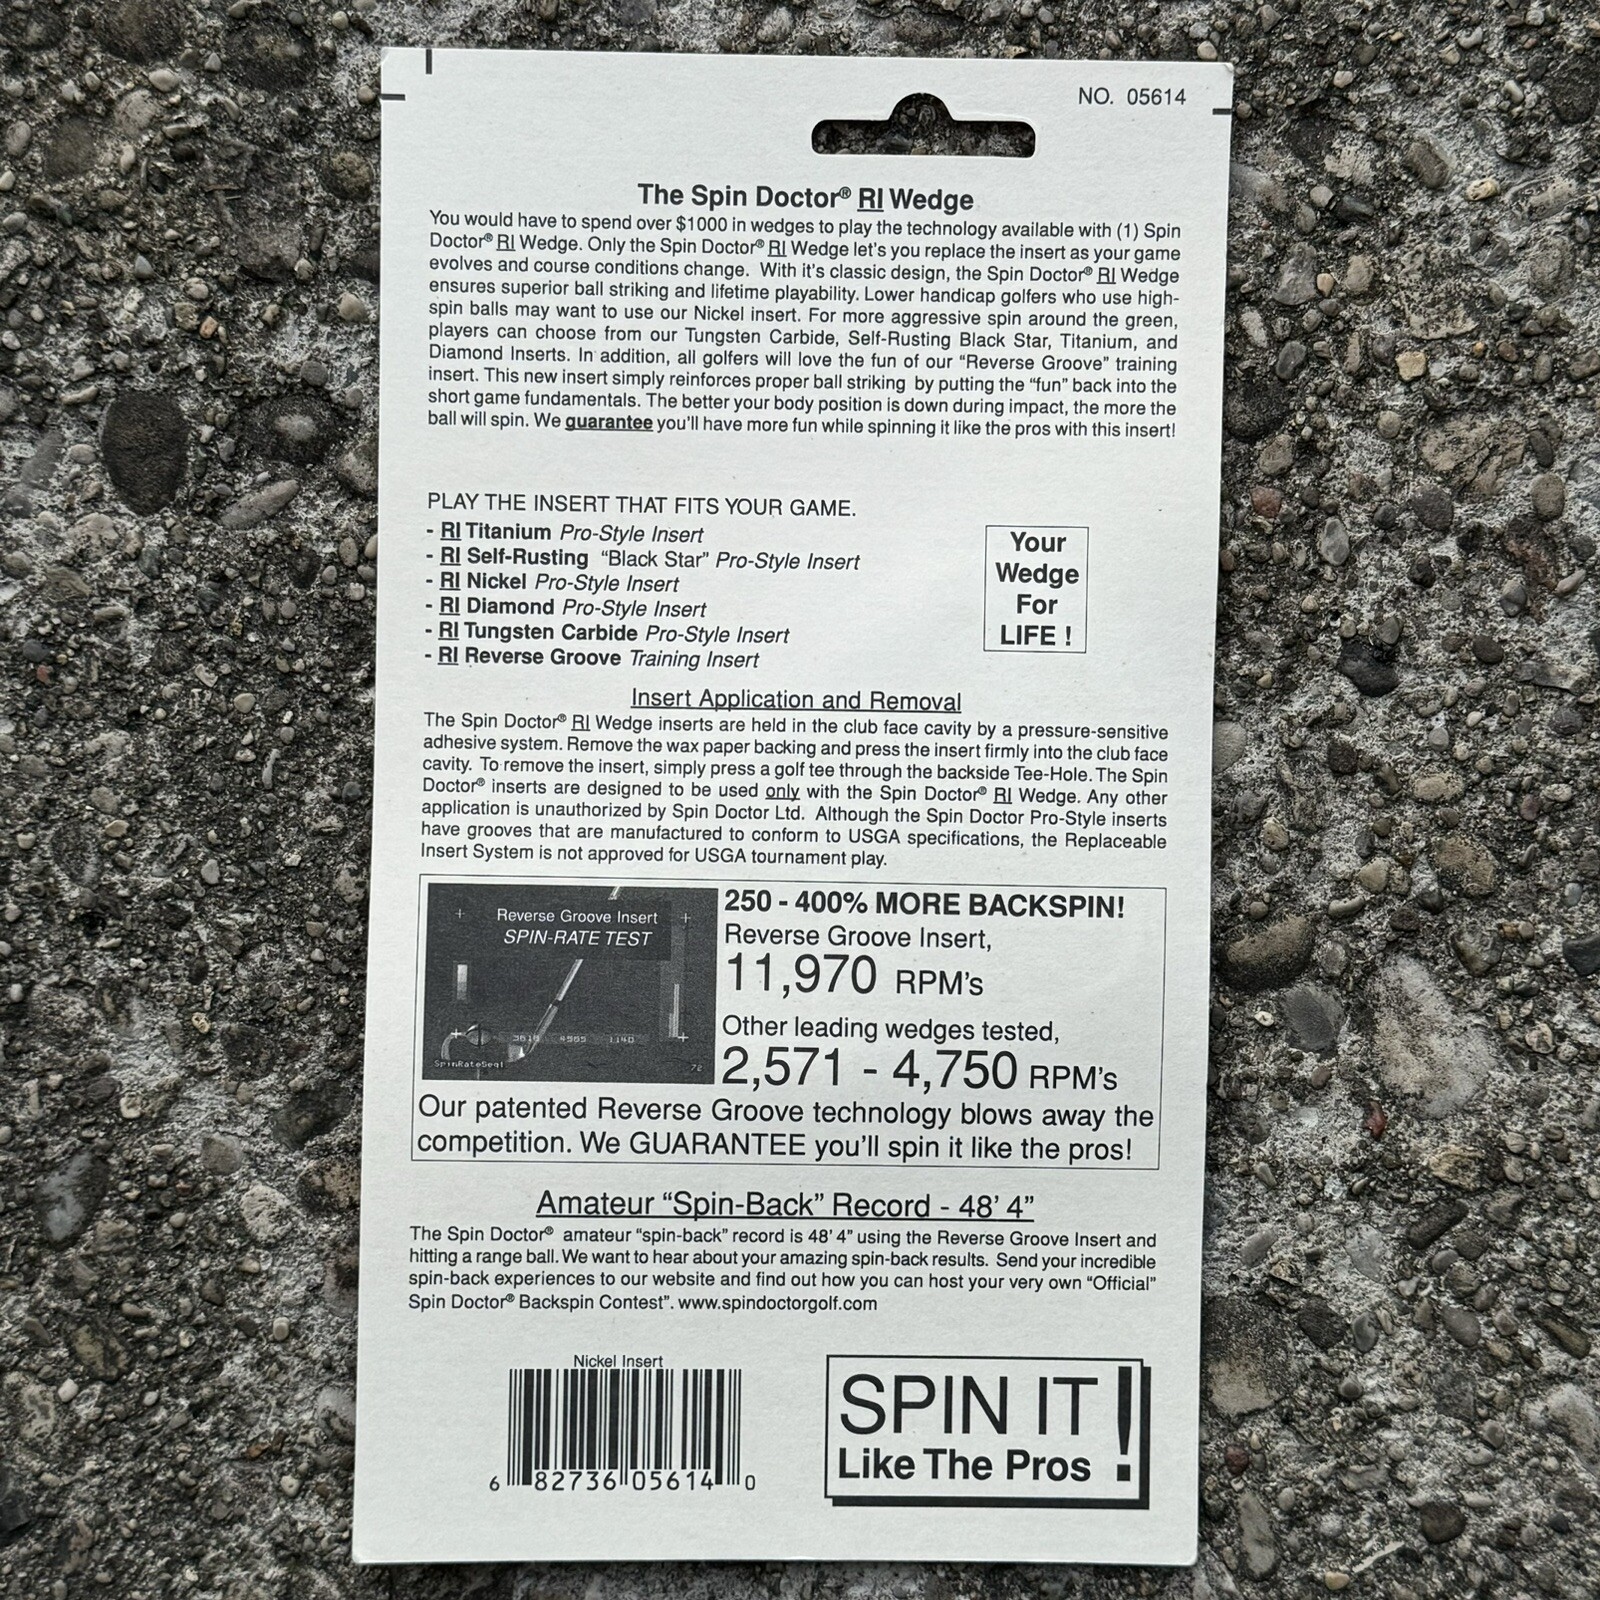 NO. 05614
The Spin Doctor® RI Wedge
You would have to spend over $1000 in wedges to play the technology available with (1) Spin
Doctor® RI Wedge. Only the Spin Doctor® RI Wedge let's you replace the insert as your game
evolves and course conditions change. With it's classic design, the Spin Doctor® RI Wedge
ensures superior ball striking and lifetime playability. Lower handicap golfers who use high-
spin balls may want to use our Nickel insert. For more aggressive spin around the green,
players can choose from our Tungsten Carbide, Self-Rusting Black Star, Titanium, and
Diamond Inserts. In addition, all golfers will love the fun of our “Reverse Groove” training
insert. This new insert simply reinforces proper ball striking by putting the “fun” back into the
short game fundamentals. The better your body position is down during impact, the more the
ball will spin. We guarantee you'll have more fun while spinning it like the pros with this insert!
PLAY THE INSERT THAT FITS YOUR GAME.
- RI Titanium Pro-Style Insert
- RI Self-Rusting “Black Star” Pro-Style Insert
- RI Nickel Pro-Style Insert
- RI Diamond Pro-Style Insert
- RI Tungsten Carbide Pro-Style Insert
- RI Reverse Groove Training Insert
Your
Wedge
For
LIFE !
Insert Application and Removal
The Spin Doctor® RI Wedge inserts are held in the club face cavity by a pressure-sensitive
adhesive system. Remove the wax paper backing and press the insert firmly into the club face
cavity. To remove the insert, simply press a golf tee through the backside Tee-Hole. The Spin
Doctor® inserts are designed to be used only with the Spin Doctor® RI Wedge. Any other
application is unauthorized by Spin Doctor Ltd. Although the Spin Doctor Pro-Style inserts
have grooves that are manufactured to conform to USGA specifications, the Replaceable
Insert System is not approved for USGA tournament play.
Reverse Groove Insert
SPIN-RATE TEST
4985 1140
SpinRateSeq1
250 - 400% MORE BACKSPIN!
Reverse Groove Insert,
11,970 RPM's
Other leading wedges tested,
2,571 - 4,750 RPM's
Our patented Reverse Groove technology blows away the
competition. We GUARANTEE you'll spin it like the pros!
Amateur “Spin-Back” Record - 48' 4”
The Spin Doctor® amateur “spin-back” record is 48' 4” using the Reverse Groove Insert and
hitting a range ball. We want to hear about your amazing spin-back results. Send your incredible
spin-back experiences to our website and find out how you can host your very own “Official”
Spin Doctor® Backspin Contest”. www.spindoctorgolf.com
Nickel Insert
6 82736 05614 0
SPIN IT !
Like The Pros